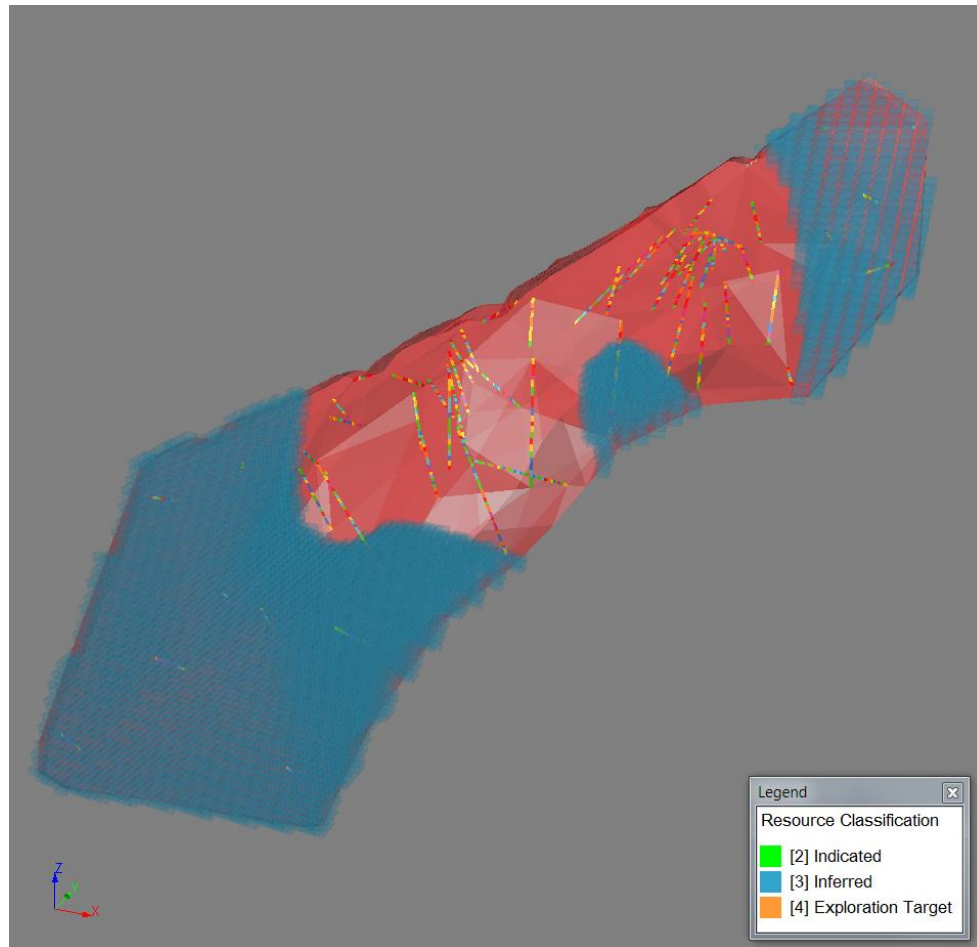 Legend
Resource Classification
[2] Indicated
[3] Inferred
[4] Exploration Target
Z
Y
X